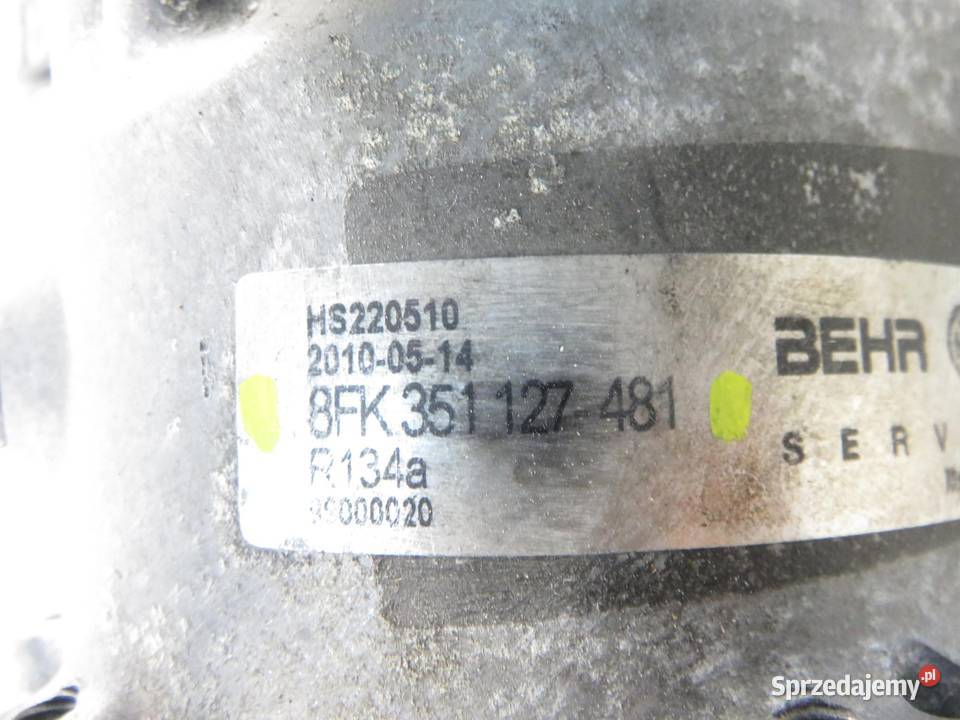 HS220510
2010-05-14
8FK 351 127-481
R134a
BEHR
S E R V
Sprzedajemy.pl